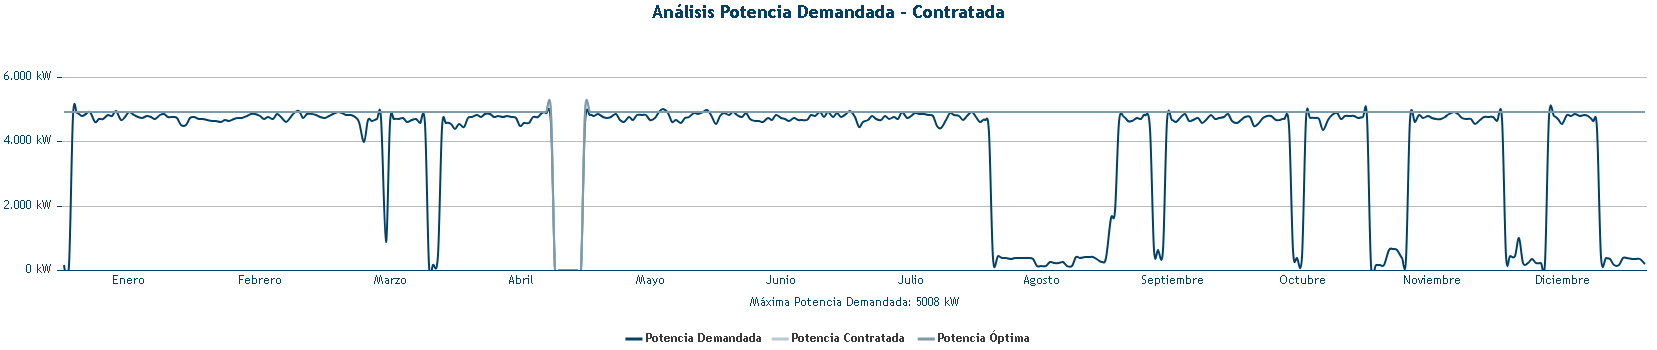 Análisis Potencia Demandada - Contratada
6.000 kW
4.000 kW
2.000 kW
0 kW
Enero Febrero Marzo Abril Mayo Junio Julio Agosto Septiembre Octubre Noviembre Diciembre
Máxima Potencia Demandada: 5008 kW
Potencia Demandada Potencia Contratada Potencia Óptima